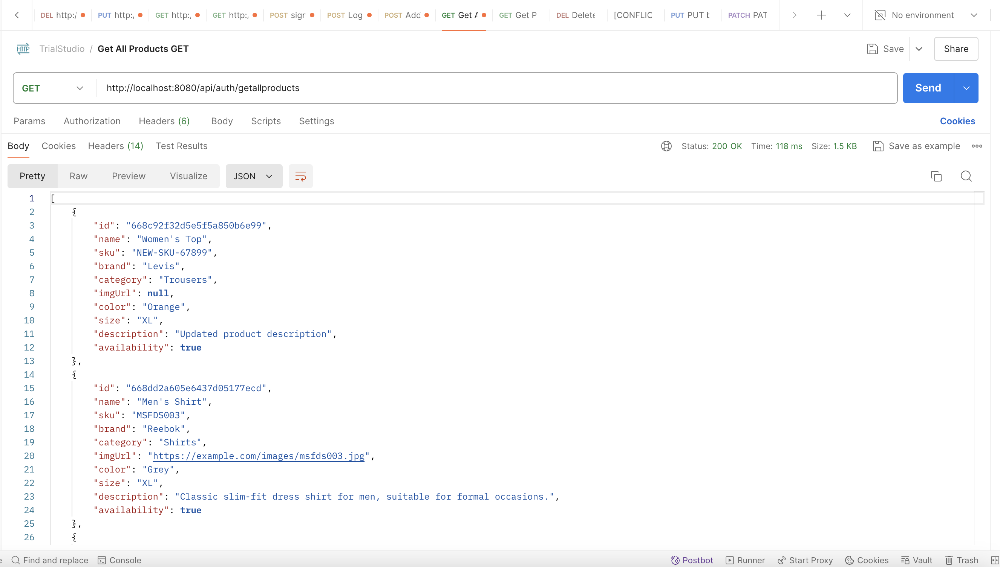 DEL http:/ PUT http:, GET http:, GET http:, POST sign POST Log POST Add GET Get A GET Get P DEL Delete [CONFLIC PUT PUT b PATCH PAT No environment
HTTP TrialStudio / Get All Products GET Save Share
GET http://localhost:8080/api/auth/getallproducts Send
Params Authorization Headers (6) Body Scripts Settings Cookies
Body Cookies Headers (14) Test Results Status: 200 OK Time: 118 ms Size: 1.5 KB Save as example
Pretty Raw Preview Visualize JSON
1 [
2 {
3 "id": "668c92f32d5e5f5a850b6e99",
4 "name": "Women's Top",
5 "sku": "NEW-SKU-67899",
6 "brand": "Levis",
7 "category": "Trousers",
8 "imgUrl": null,
9 "color": "Orange",
10 "size": "XL",
11 "description": "Updated product description",
12 "availability": true
13 },
14 {
15 "id": "668dd2a605e6437d05177ecd",
16 "name": "Men's Shirt",
17 "sku": "MSFDS003",
18 "brand": "Reebok",
19 "category": "Shirts",
20 "imgUrl": "https://example.com/images/msfds003.jpg",
21 "color": "Grey",
22 "size": "XL",
23 "description": "Classic slim-fit dress shirt for men, suitable for formal occasions.",
24 "availability": true
25 },
26 {
Find and replace Console Postbot Runner Start Proxy Cookies Vault Trash